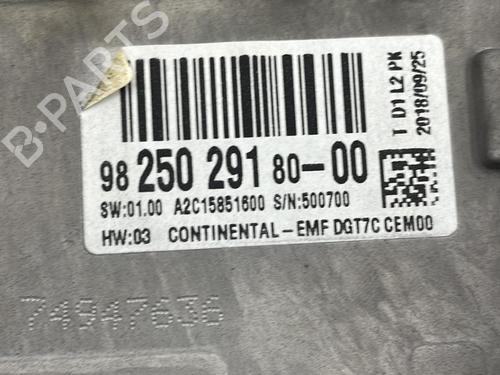 B-PARTS
98 250 291 80-00
SW:01.00 A2C15851600 S/N:500700
HW:03 CONTINENTAL-EMF DGT7C CEM00
T D1 L2 PK
2018/09/25
74947636